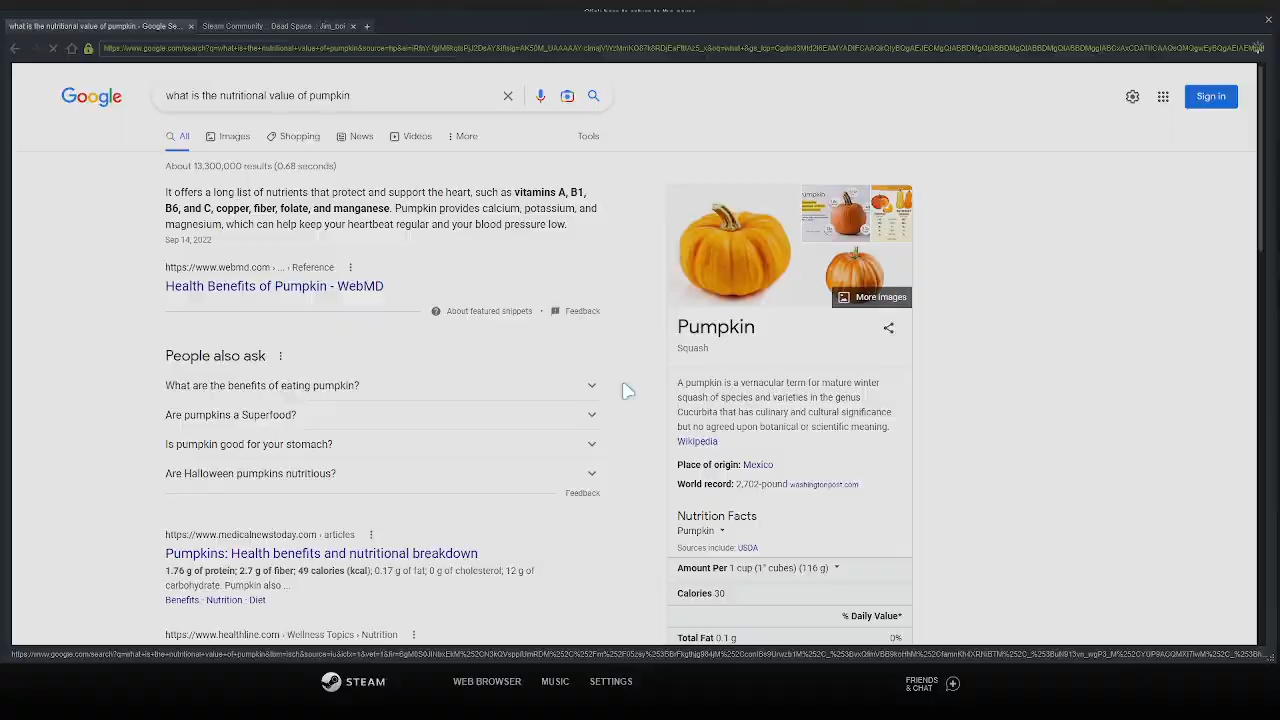 Click here to return to the game
what is the nutritional value of pumpkin - Google Se...
Steam Community :: Dead Space :: Jim_boi
Google
what is the nutritional value of pumpkin
Sign in
All
Images
Shopping
News
Videos
More
Tools
About 13,300,000 results (0.68 seconds)
It offers a long list of nutrients that protect and support the heart, such as vitamins A, B1,
B6, and C, copper, fiber, folate, and manganese. Pumpkin provides calcium, potassium, and
magnesium, which can help keep your heartbeat regular and your blood pressure low.
Sep 14, 2022
https://www.webmd.com › ... › Reference
Health Benefits of Pumpkin - WebMD
About featured snippets • Feedback
People also ask
What are the benefits of eating pumpkin?
Are pumpkins a Superfood?
Is pumpkin good for your stomach?
Are Halloween pumpkins nutritious?
Feedback
https://www.medicalnewstoday.com › articles
Pumpkins: Health benefits and nutritional breakdown
1.76 g of protein; 2.7 g of fiber; 49 calories (kcal); 0.17 g of fat; 0 g of cholesterol; 12 g of
carbohydrate. Pumpkin also ...
Benefits · Nutrition · Diet
https://www.healthline.com › Wellness Topics › Nutrition
More images
Pumpkin
Squash
A pumpkin is a vernacular term for mature winter
squash of species and varieties in the genus
Cucurbita that has culinary and cultural significance
but no agreed upon botanical or scientific meaning.
Wikipedia
Place of origin: Mexico
World record: 2,702-pound washingtonpost.com
Nutrition Facts
Pumpkin
Sources include: USDA
Amount Per 1 cup (1" cubes) (116 g)
Calories 30
% Daily Value*
Total Fat 0.1 g 0%
STEAM
WEB BROWSER
MUSIC
SETTINGS
FRIENDS
& CHAT